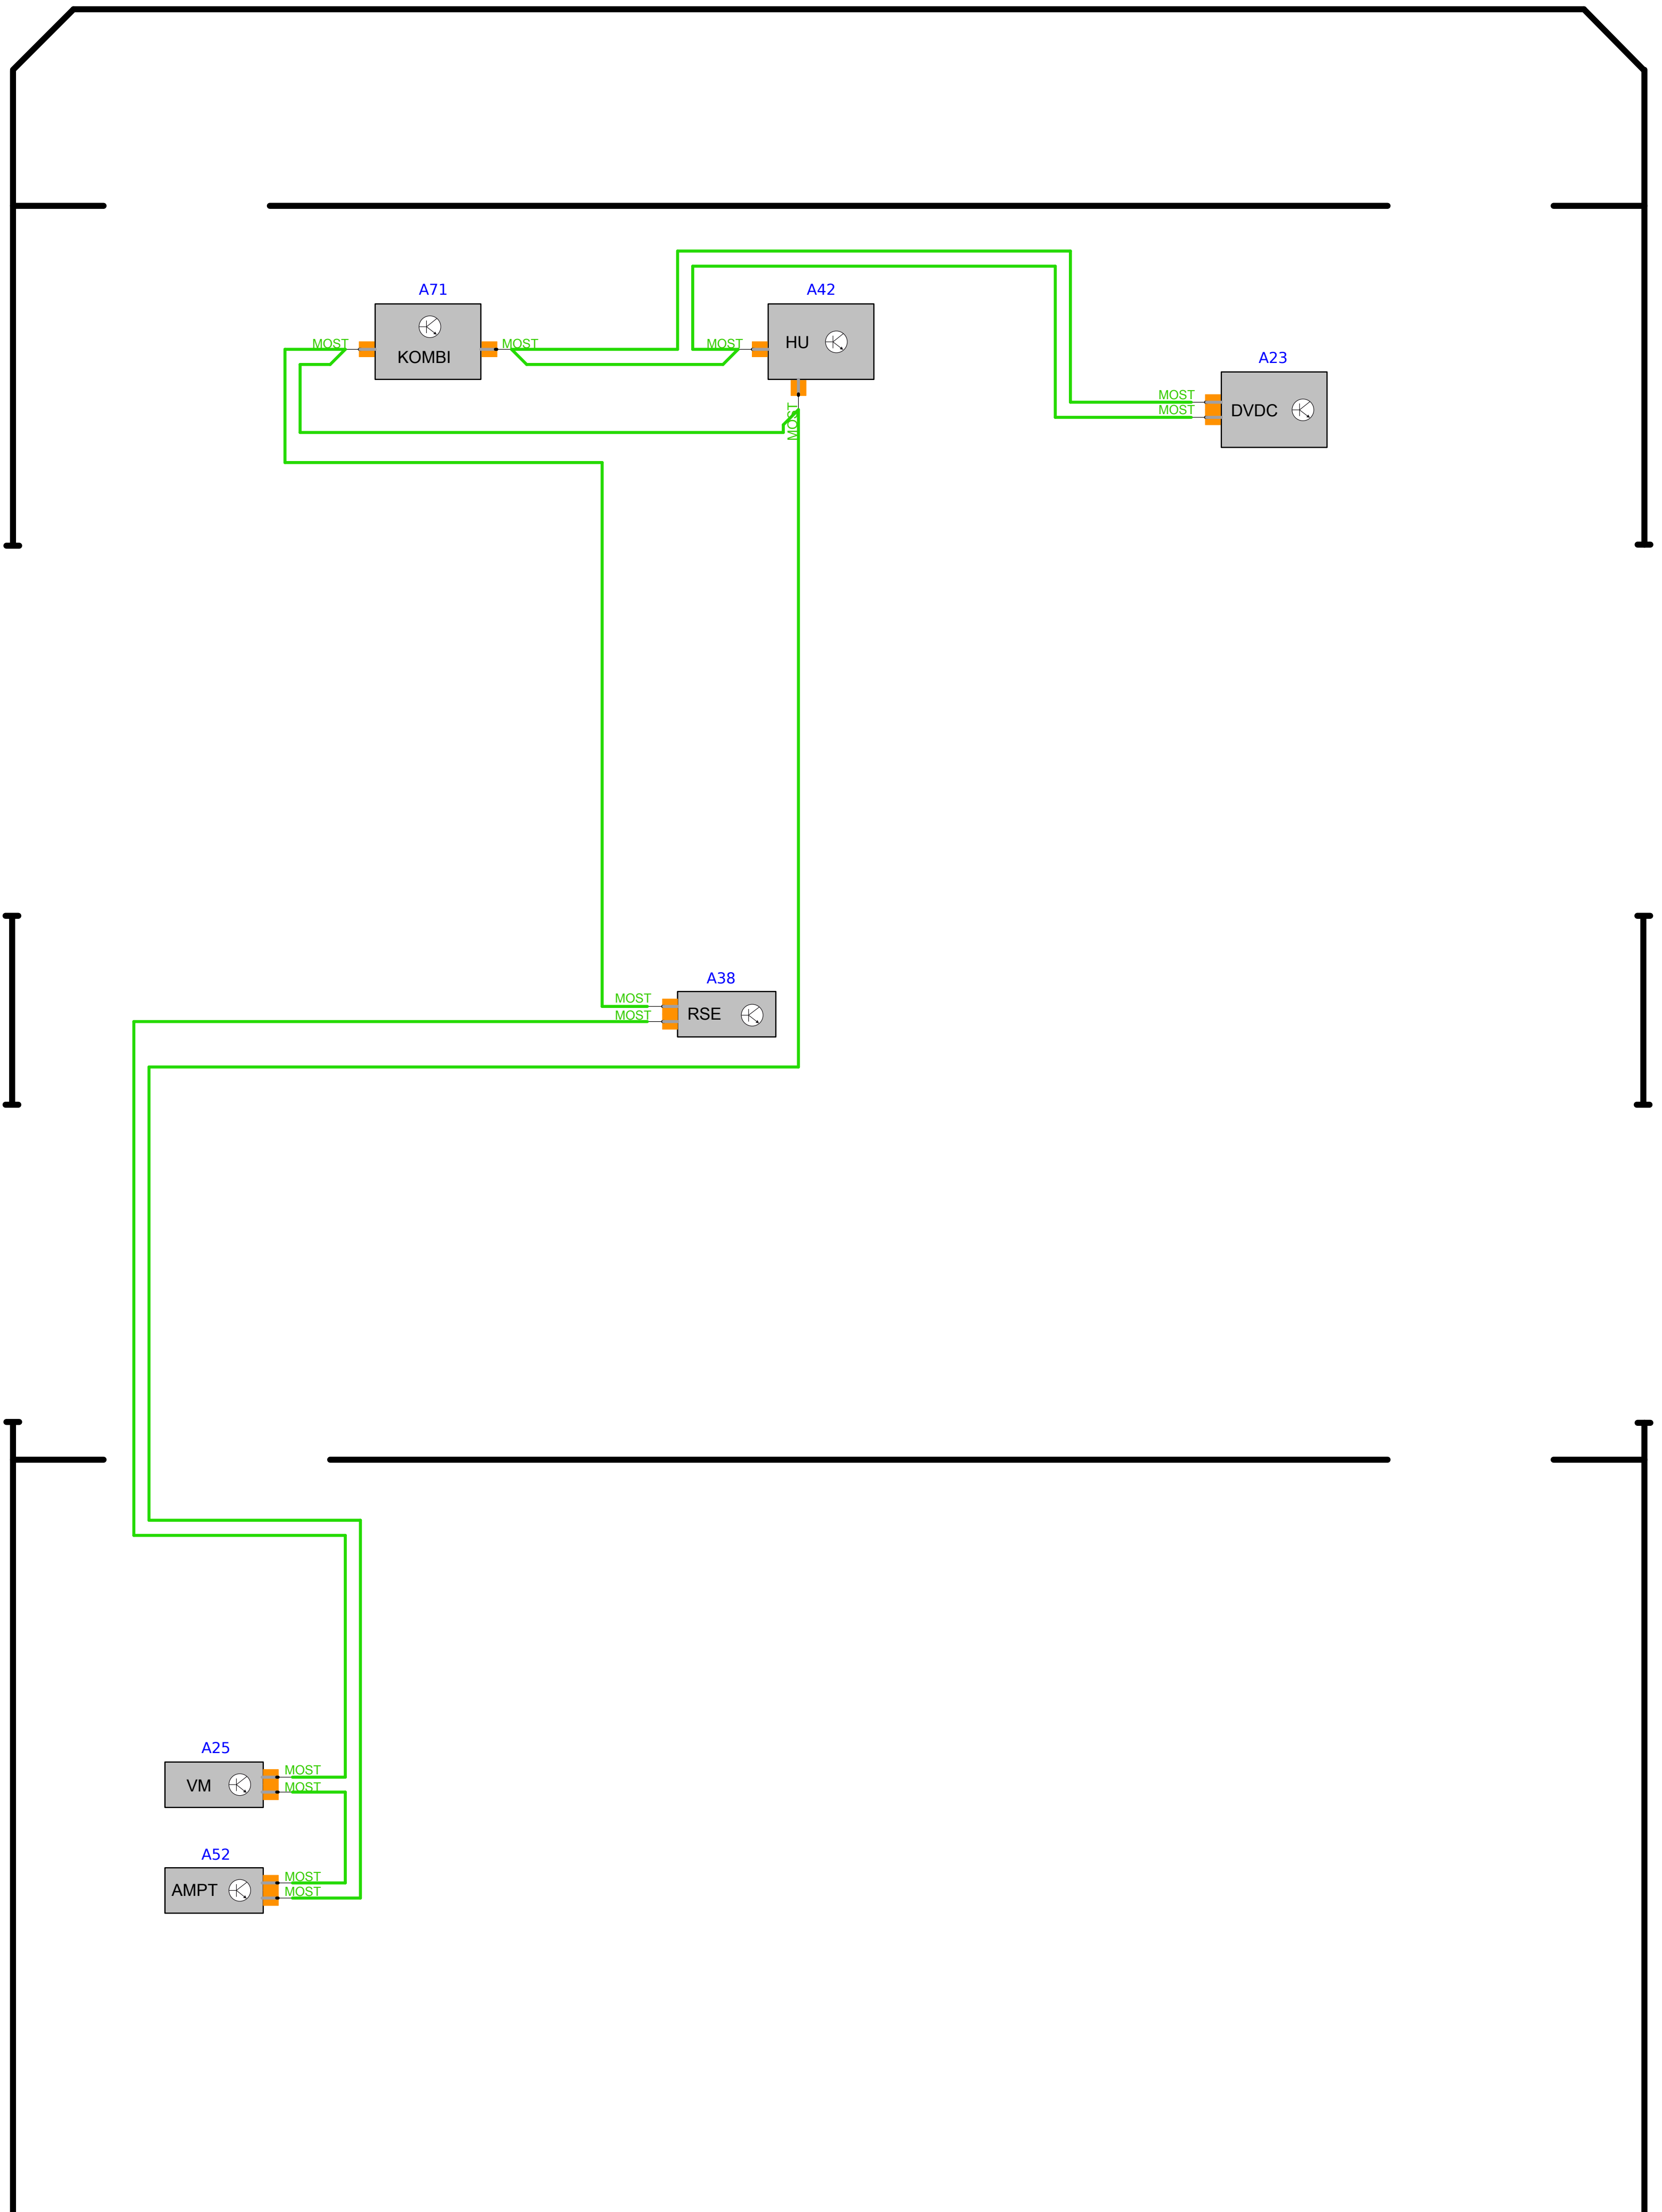 A71
A42
MOST
KOMBI
MOST
MOST
HU
A23
MOST
MOST
DVDC
MOST
A38
MOST
MOST
RSE
A25
MOST
MOST
VM
A52
MOST
MOST
AMPT